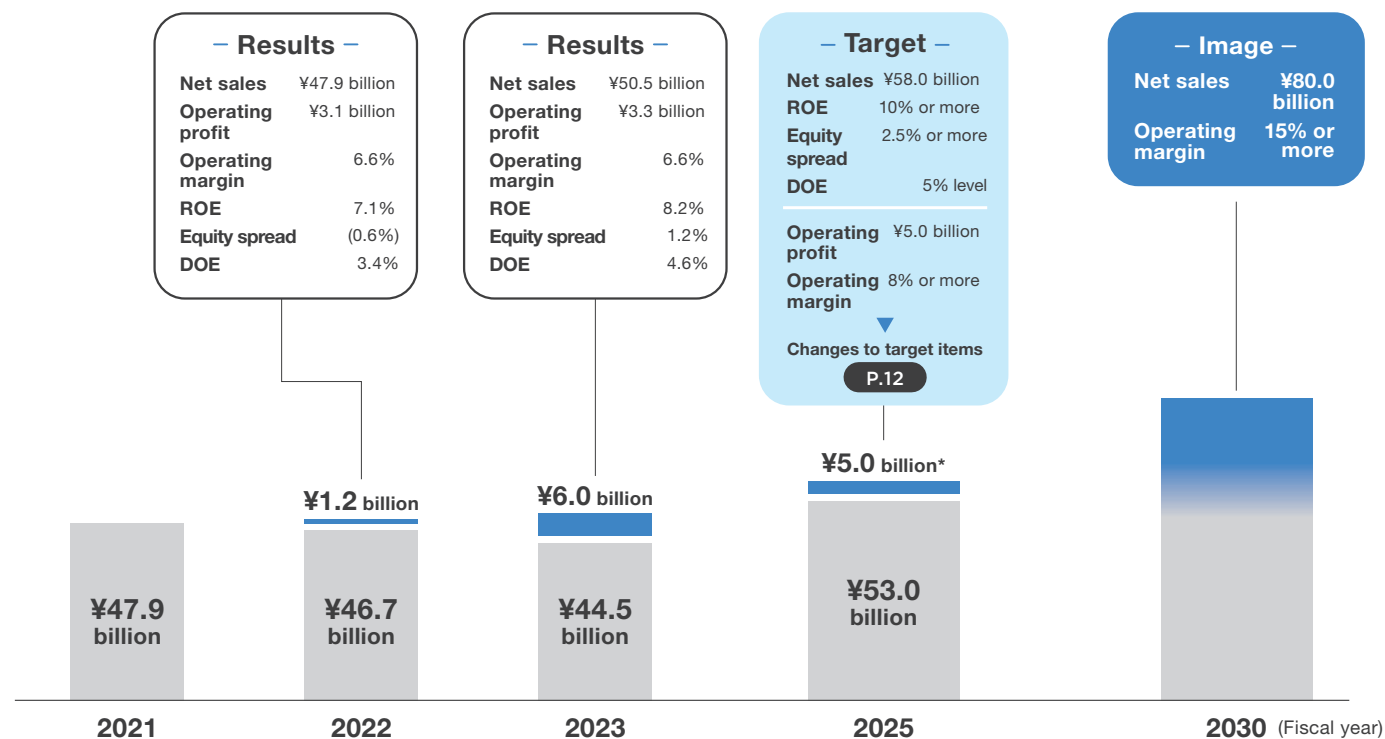 – Results –
Net sales ¥47.9 billion
Operating ¥3.1 billion
profit
Operating 6.6%
margin
ROE 7.1%
Equity spread (0.6%)
DOE 3.4%
– Results –
Net sales ¥50.5 billion
Operating ¥3.3 billion
profit
Operating 6.6%
margin
ROE 8.2%
Equity spread 1.2%
DOE 4.6%
– Target –
Net sales ¥58.0 billion
ROE 10% or more
Equity 2.5% or more
spread
DOE 5% level
Operating ¥5.0 billion
profit
Operating 8% or more
margin
Changes to target items
P.12
– Image –
Net sales ¥80.0
billion
Operating 15% or
margin more
¥1.2 billion
¥6.0 billion
¥5.0 billion*
¥47.9
billion
¥46.7
billion
¥44.5
billion
¥53.0
billion
2021 2022 2023 2025 2030 (Fiscal year)